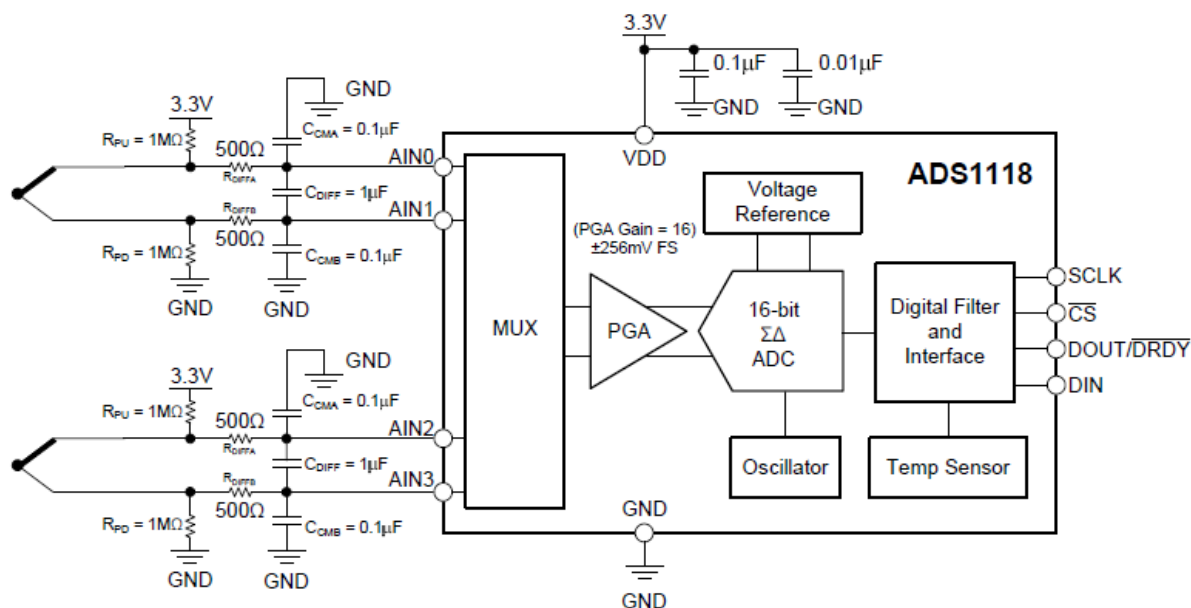 3.3V
0.1µF
0.01µF
GND
GND
GND
3.3V
R_PU = 1MΩ
500Ω
R_DIFFA
C_CMA = 0.1µF
AIN0
VDD
ADS1118
C_DIFF = 1µF
R_DIFFB
500Ω
AIN1
R_PD = 1MΩ
C_CMB = 0.1µF
GND
GND
Voltage
Reference
(PGA Gain = 16)
±256mV FS
MUX
PGA
16-bit
ΣΔ
ADC
Digital Filter
and
Interface
SCLK
C̅S̅
DOUT/D̅R̅D̅Y̅
DIN
Oscillator
Temp Sensor
GND
3.3V
R_PU = 1MΩ
500Ω
R_DIFFA
C_CMA = 0.1µF
AIN2
C_DIFF = 1µF
R_DIFFB
500Ω
AIN3
R_PD = 1MΩ
C_CMB = 0.1µF
GND
GND
GND
GND